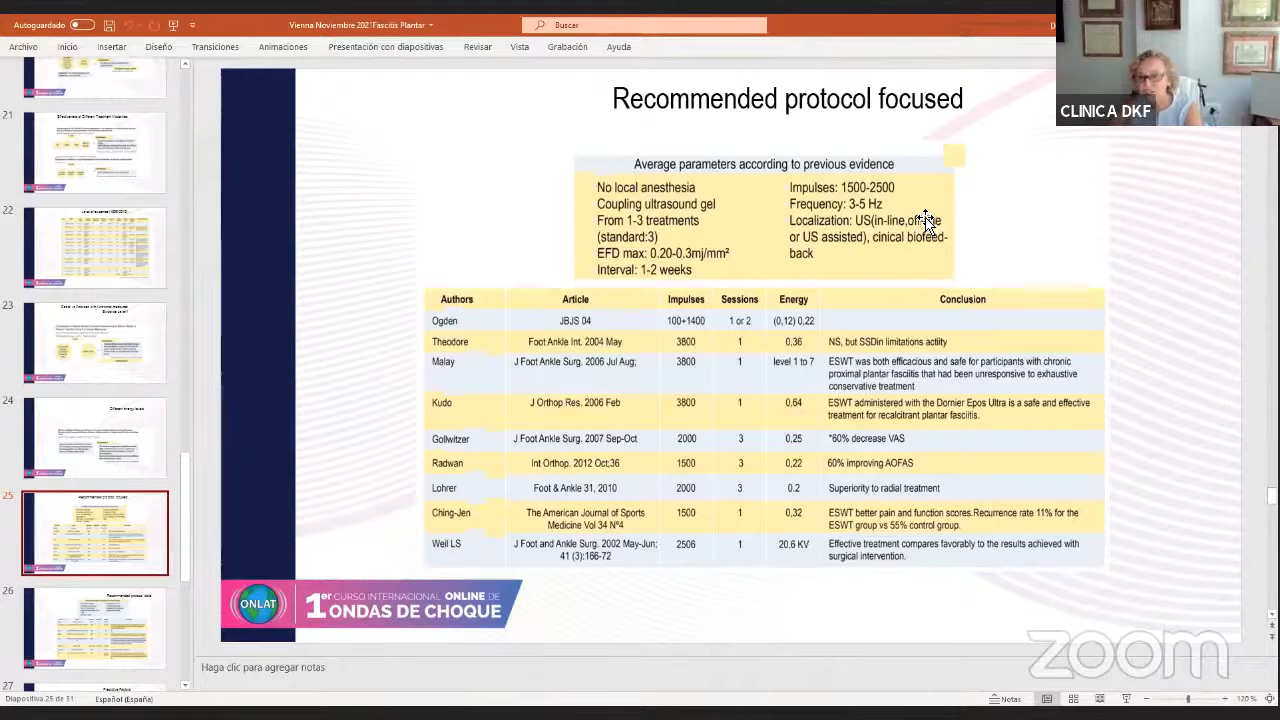 Autoguardado
Vienna Noviembre 2021Fascitis Plantar
Buscar
Archivo Inicio Insertar Diseño Transiciones Animaciones Presentación con diapositivas Revisar Vista Grabación Ayuda
CLINICA DKF
21
22
23
24
25
26
27
Recommended protocol focused
Average parameters according to previous evidence
No local anesthesia
Coupling ultrasound gel
From 1-3 treatments
(standard:3)
EFD max: 0.20-0.3mj/mm²
Interval: 1-2 weeks
Impulses: 1500-2500
Frequency: 3-5 Hz
Localization: US(in-line,
or US assisted), cinical biofeed-
back
Authors Article Impulses Sessions Energy Conclusion
Ogden JBJS 04 100+1400 1 or 2 (0,12) 0,22
Theodore Foot Ankle Int. 2004 May 3800 1 0,36 NS, but SSDin limitations actility
Malay J Foot Ankle Surg. 2006 Jul Aug; 3800 1 level 1 to 7 ESWT was both efficacious and safe for participants with chronic
proximal plantar fasciitis that had been unresponsive to exhaustive
conservative treatment
Kudo J Orthop Res. 2006 Feb 3800 1 0,64 ESWT administered with the Dornier Epos Ultra is a safe and effective
treatment for recalcitrant plantar fasciitis.
Gollwitzer Foot Ankle Surg. 2007 Sep-Oct 2000 3 0,25 *60% decrease VAS
Radwan Int Orthop. 2012 Oct;36 1500 0,22 60% improving AOFAS
Lohrer Foot & Ankle 31, 2010 2000 3 0.2 Superiority to radial treatment
Ching-Jen The American Journal of Sports
Medicine Vol 34 Nº4 1500 1 0,36 ESWT better pain and function scores.Recurrence rate 11% for the
ESWT group vs 55% control group.
Weil LS Foot and Ankle Surg. 2002 May-Jun;
41 (3):166-72 2505 Effective treatment compares favorably to the results achieved with
surgical intervention.
ONLAT
1er CURSO INTERNACIONAL ONLINE DE
ONDAS DE CHOQUE
zoom
Haga clic para agregar notas
Diapositiva 25 de 31 Español (España) Notas 120 %